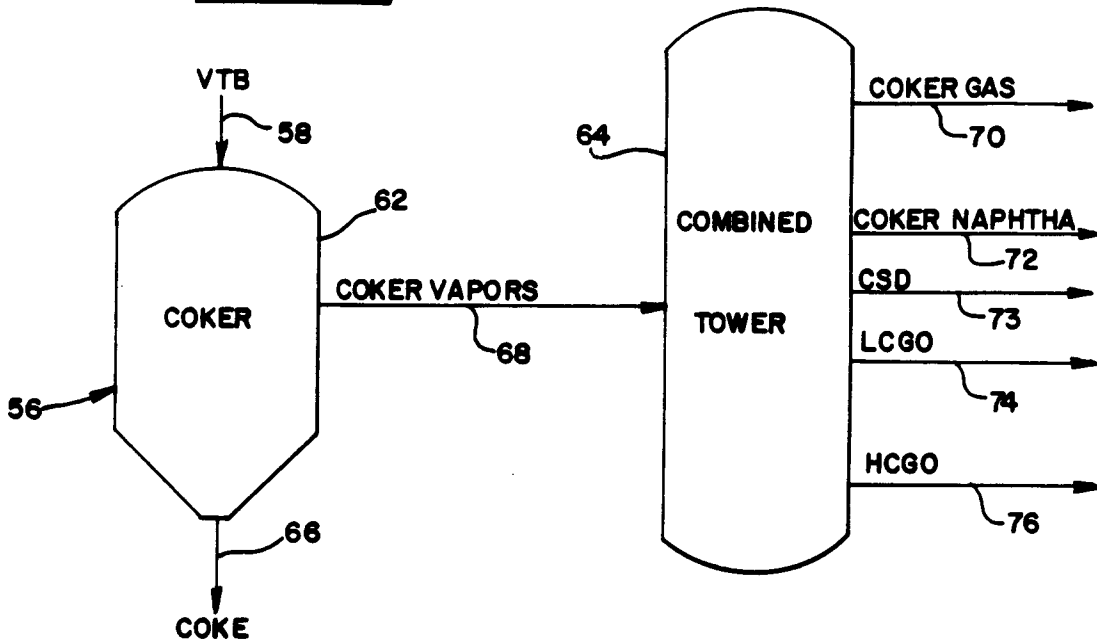 VTB
58
62
COKER
56
66
COKE
COKER VAPORS
68
64
COMBINED
TOWER
COKER GAS
70
COKER NAPHTHA
72
CSD
73
LCGO
74
HCGO
76